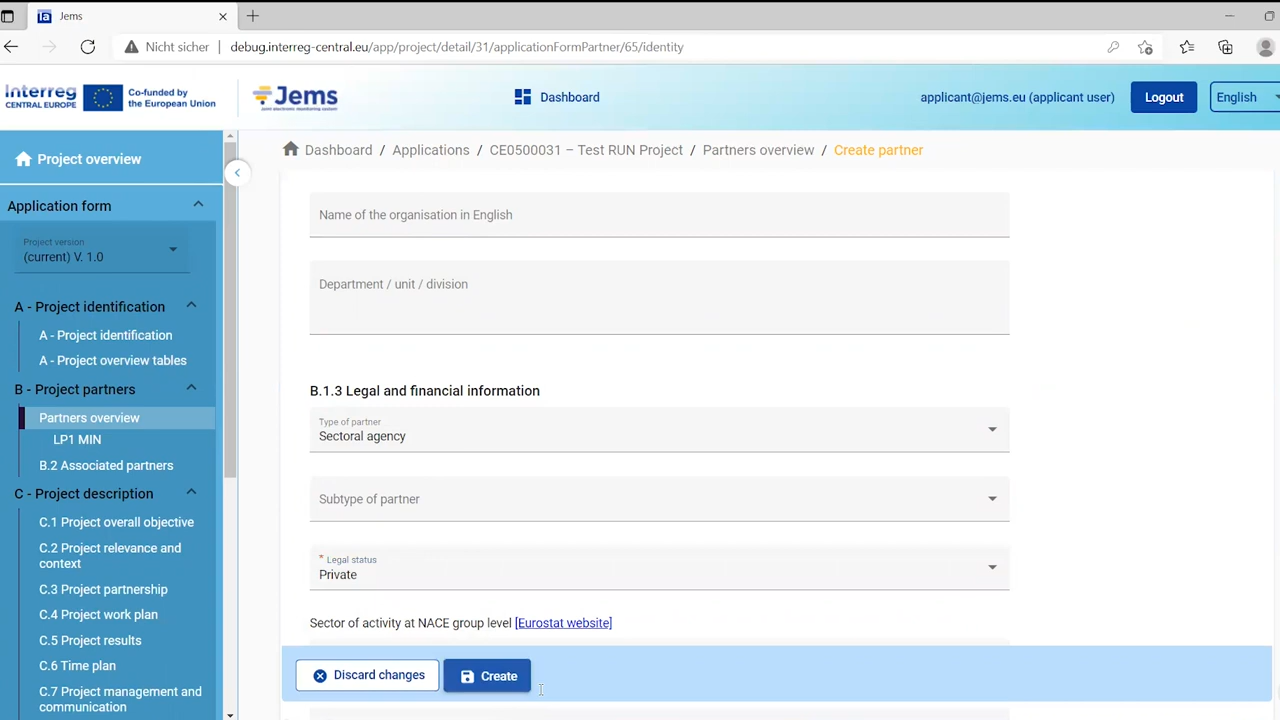 Jems
Nicht sicher
debug.interreg-central.eu/app/project/detail/31/applicationFormPartner/65/identity
Interreg
CENTRAL EUROPE
Co-funded by
the European Union
Jems
joint electronic monitoring system
Dashboard
applicant@jems.eu (applicant user)
Logout
English
Project overview
Application form
Project version
(current) V. 1.0
A - Project identification
A - Project identification
A - Project overview tables
B - Project partners
Partners overview
LP1 MIN
B.2 Associated partners
C - Project description
C.1 Project overall objective
C.2 Project relevance and
context
C.3 Project partnership
C.4 Project work plan
C.5 Project results
C.6 Time plan
C.7 Project management and
communication
Dashboard / Applications / CE0500031 – Test RUN Project / Partners overview / Create partner
Name of the organisation in English
Department / unit / division
B.1.3 Legal and financial information
Type of partner
Sectoral agency
Subtype of partner
* Legal status
Private
Sector of activity at NACE group level [Eurostat website]
Discard changes
Create